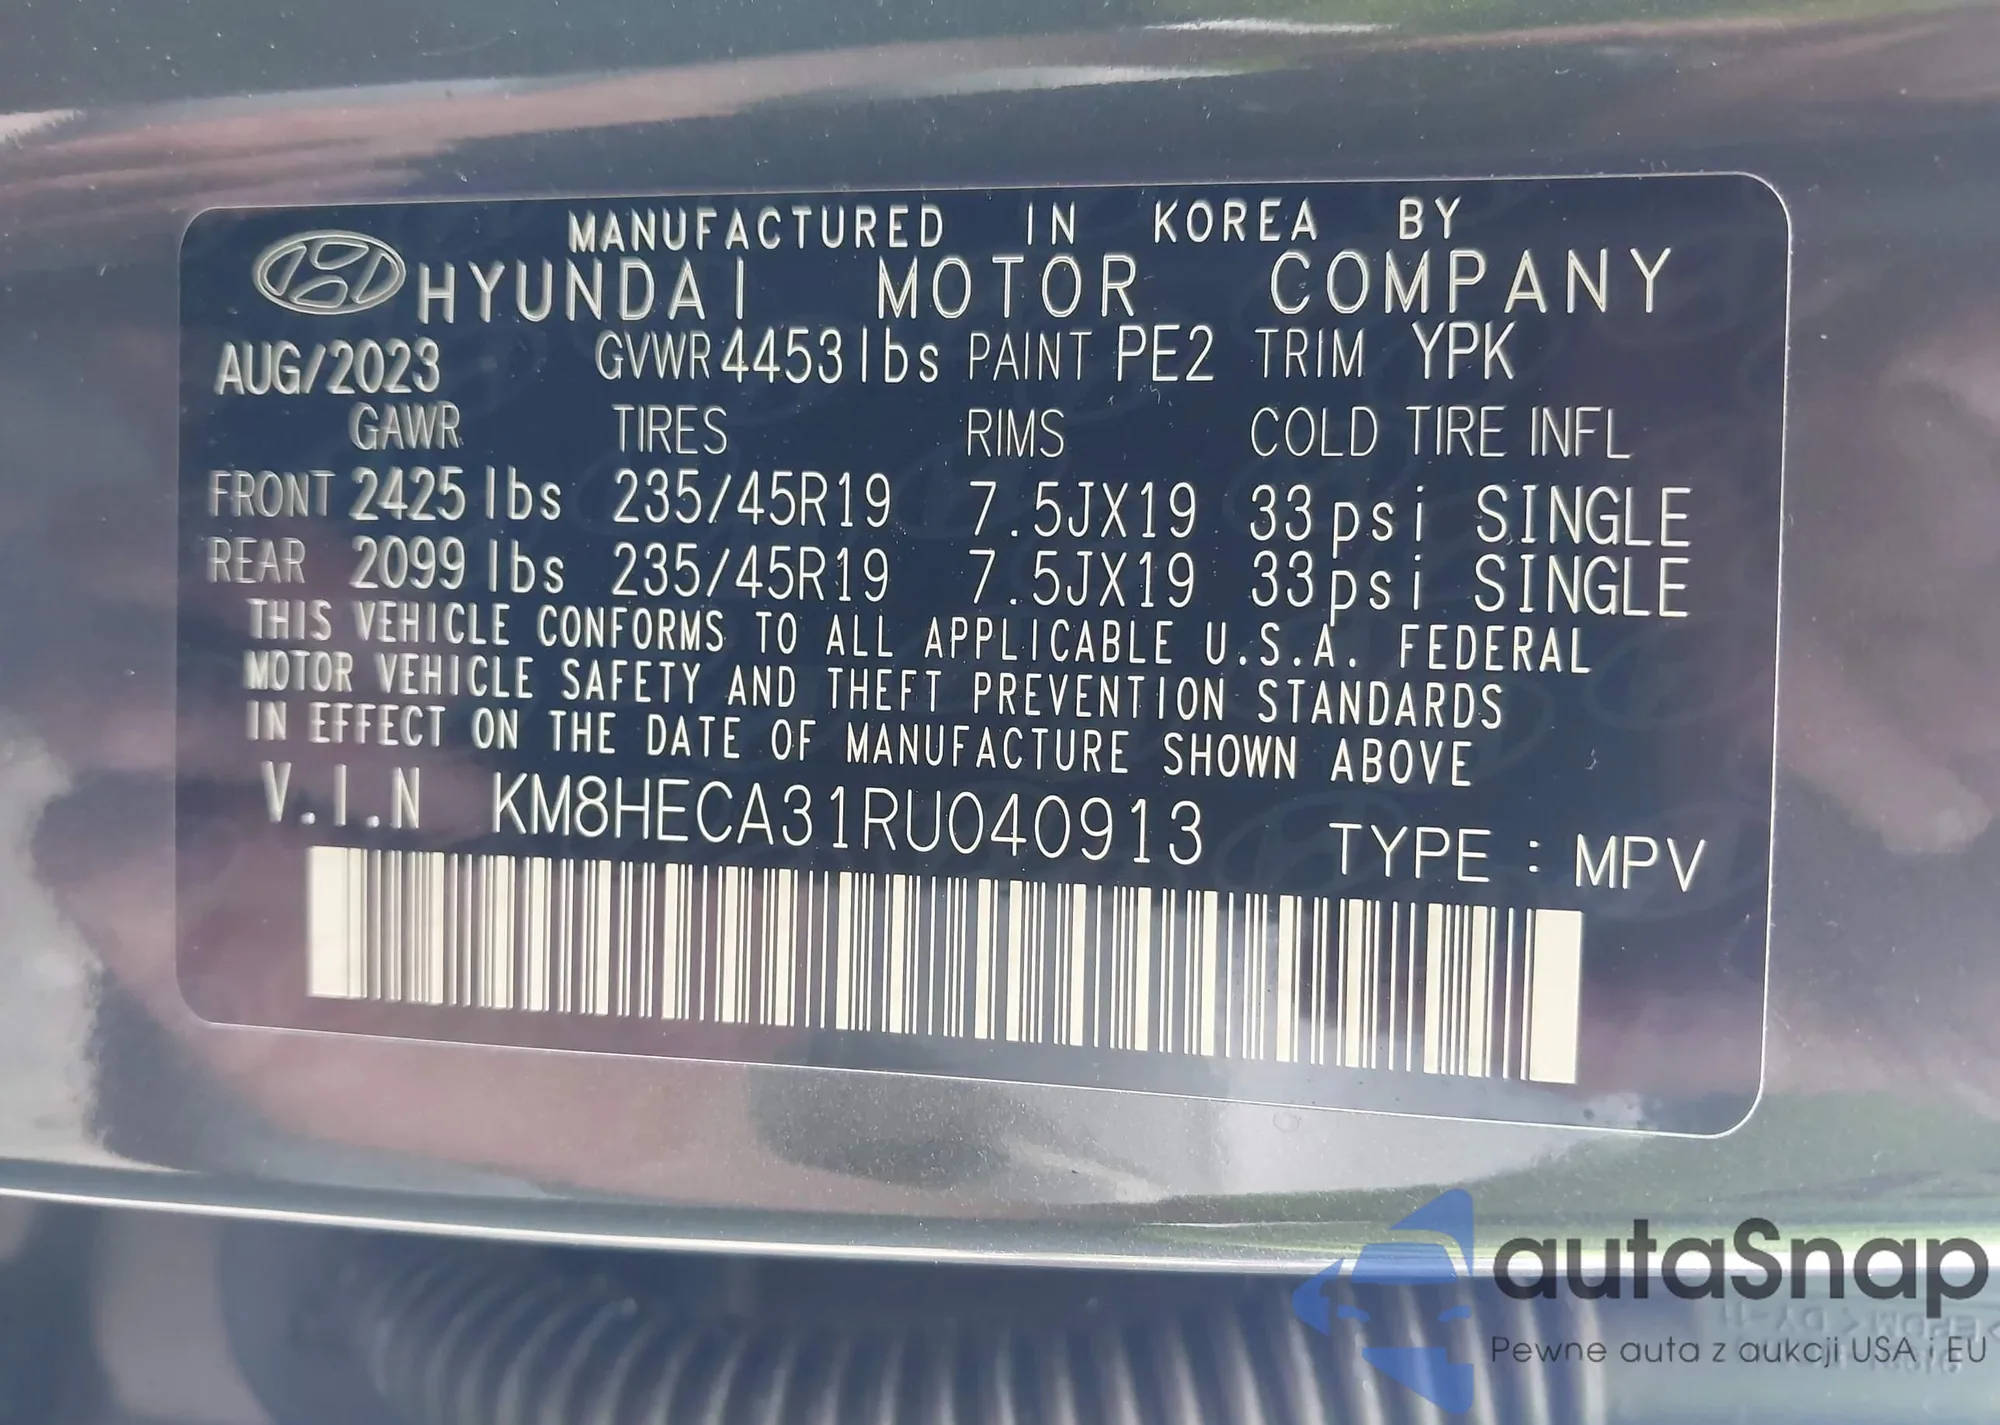 MANUFACTURED IN KOREA BY
HYUNDAI MOTOR COMPANY
AUG/2023 GVWR 4453 lbs PAINT PE2 TRIM YPK
GAWR TIRES RIMS COLD TIRE INFL
FRONT 2425 lbs 235/45R19 7.5JX19 33psi SINGLE
REAR 2099 lbs 235/45R19 7.5JX19 33psi SINGLE
THIS VEHICLE CONFORMS TO ALL APPLICABLE U.S.A. FEDERAL
MOTOR VEHICLE SAFETY AND THEFT PREVENTION STANDARDS
IN EFFECT ON THE DATE OF MANUFACTURE SHOWN ABOVE
V.I.N KM8HECA31RU040913 TYPE : MPV
autaSnap
Pewne auta z aukcji USA i EU